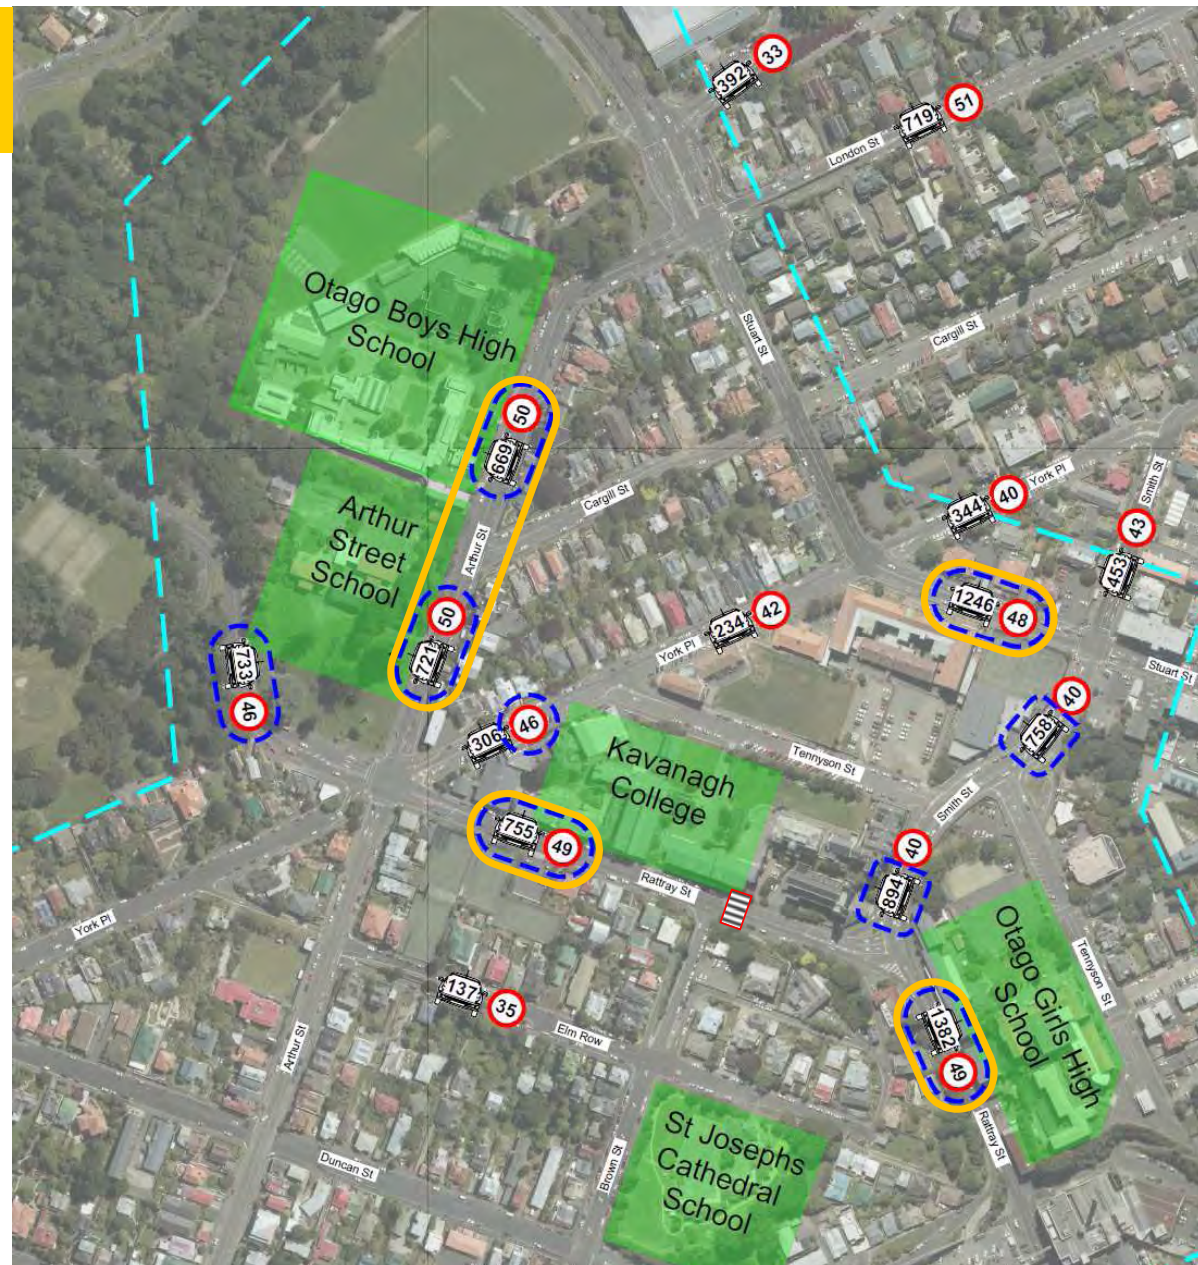 33
392
51
719
London St
Otago Boys High
School
Stuart St
Cargill St
50
669
Cargill St
York Pl
Smith St
40
344
43
453
Arthur
Street
School
Arthur St
50
721
1246
48
42
234
York Pl
Stuart St
733
46
40
758
46
306
Kavanagh
College
Tennyson St
Smith St
755
49
40
894
Rattray St
York Pl
Otago Girls High
School
Tennyson St
137
35
Elm Row
1382
49
Arthur St
Rattray St
St Josephs
Cathedral
School
Duncan St
Brown St